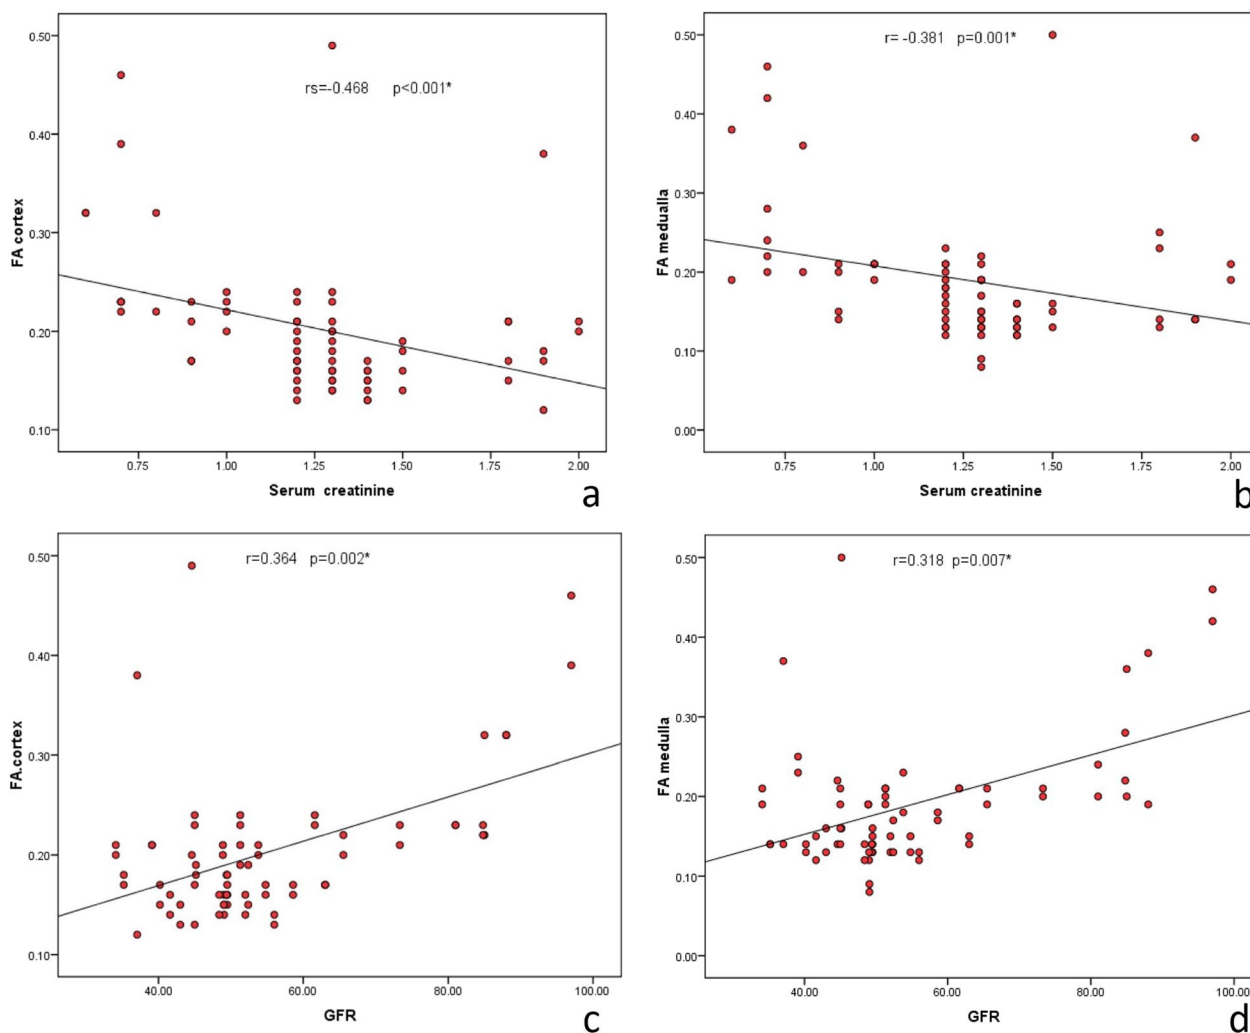 0.50
0.40
0.30
0.20
0.10
FA cortex
rs=-0.468 p<0.001*
0.75 1.00 1.25 1.50 1.75 2.00
Serum creatinine
a
0.50
0.40
0.30
0.20
0.10
0.00
FA medualla
r= -0.381 p=0.001*
0.75 1.00 1.25 1.50 1.75 2.00
Serum creatinine
b
0.50
0.40
0.30
0.20
0.10
FA.cortex
r=0.364 p=0.002*
40.00 60.00 80.00 100.00
GFR
c
0.50
0.40
0.30
0.20
0.10
0.00
FA medulla
r=0.318 p=0.007*
40.00 60.00 80.00 100.00
GFR
d